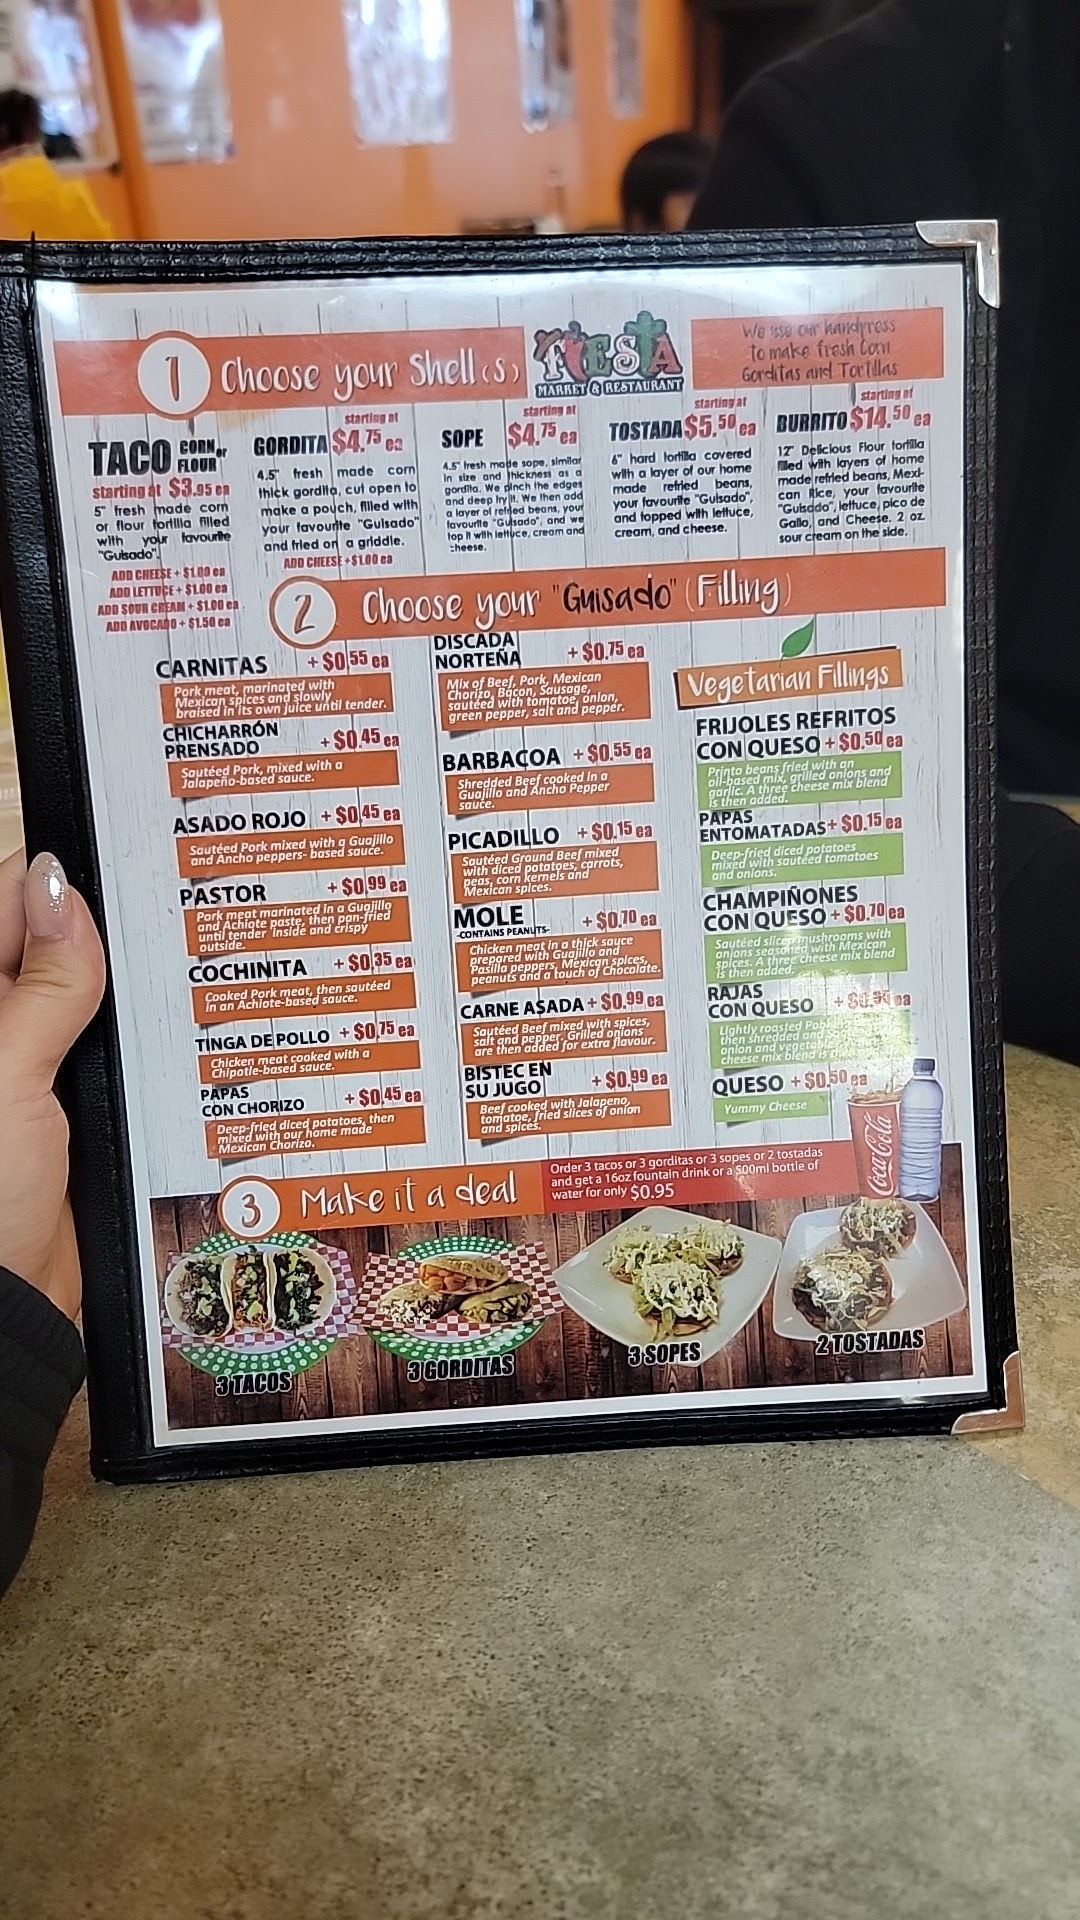 1 Choose your Shell(s)
FIESTA
MARKET & RESTAURANT
We use our handpress
to make fresh Corn
Gorditas and Tortillas
TACO CORN or FLOUR
starting at $3.95 ea
5" fresh made corn
or flour tortilla filled
with your favourite
"Guisado".
ADD CHEESE + $1.00 ea
ADD LETTUCE + $1.00 ea
ADD SOUR CREAM + $1.00 ea
ADD AVOCADO + $1.50 ea
starting at
GORDITA $4.75 ea
4.5" fresh made corn
thick gordita, cut open to
make a pouch, filled with
your favourite "Guisado"
and fried on a griddle.
ADD CHEESE +$1.00 ea
starting at
SOPE $4.75 ea
4.5" fresh made sope, similar
in size and thickness as a
gordita. We pinch the edges
and deep fry it. We then add
a layer of refried beans, your
favourite "Guisado", and we
top it with lettuce, cream and
cheese.
starting at
TOSTADA $5.50 ea
6" hard tortilla covered
with a layer of our home
made refried beans,
your favourite "Guisado",
and topped with lettuce,
cream, and cheese.
starting at
BURRITO $14.50 ea
12" Delicious Flour tortilla
filled with layers of home
made refried beans, Mexi-
can Rice, your favourite
"Guisado", lettuce, pico de
Gallo, and Cheese. 2 oz
sour cream on the side.
2 Choose your "Guisado" (Filling)
CARNITAS + $0.55 ea
Pork meat, marinated with
Mexican spices and slowly
braised in its own juice until tender.
CHICHARRÓN
PRENSADO + $0.45 ea
Sautéed Pork, mixed with a
Jalapeño-based sauce.
ASADO ROJO + $0.45 ea
Sautéed Pork mixed with a Guajillo
and Ancho peppers- based sauce.
PASTOR + $0.99 ea
Pork meat marinated in a Guajillo
and Achiote paste, then pan-fried
until tender inside and crispy
outside.
COCHINITA + $0.35 ea
Cooked Pork meat, then sautéed
in an Achiote-based sauce.
TINGA DE POLLO + $0.75 ea
Chicken meat cooked with a
Chipotle-based sauce.
PAPAS
CON CHORIZO + $0.45 ea
Deep-fried diced potatoes, then
mixed with our home made
Mexican Chorizo.
DISCADA
NORTEÑA + $0.75 ea
Mix of Beef, Pork, Mexican
Chorizo, Bacon, Sausage,
sautéed with tomatoe, onion,
green pepper, salt and pepper.
BARBACOA + $0.55 ea
Shredded Beef cooked in a
Guajillo and Ancho Pepper
sauce.
PICADILLO + $0.15 ea
Sautéed Ground Beef mixed
with diced potatoes, carrots,
peas, corn kernels and
Mexican spices.
MOLE + $0.70 ea
-CONTAINS PEANUTS-
Chicken meat in a thick sauce
prepared with Guajillo and
Pasilla peppers, Mexican spices,
peanuts and a touch of Chocolate.
CARNE ASADA + $0.99 ea
Sautéed Beef mixed with spices,
salt and pepper. Grilled onions
are then added for extra flavour.
BISTEC EN
SU JUGO + $0.99 ea
Beef cooked with Jalapeno,
tomatoe, fried slices of onion
and spices.
Vegetarian Fillings
FRIJOLES REFRITOS
CON QUESO + $0.50 ea
Printo beans fried with an
oil-based mix, grilled onions and
garlic. A three cheese mix blend
is then added.
PAPAS
ENTOMATADAS + $0.15 ea
Deep-fried diced potatoes
mixed with sautéed tomatoes
and onions.
CHAMPIÑONES
CON QUESO + $0.70 ea
Sautéed sliced mushrooms with
onions seasoned with Mexican
spices. A three cheese mix blend
is then added.
RAJAS
CON QUESO + ea
Lightly roasted
then shredded and
onion and vegetable
cheese mix blend is
QUESO + $0.50 ea
Yummy Cheese
Coca-Cola
3 Make it a deal
Order 3 tacos or 3 gorditas or 3 sopes or 2 tostadas
and get a 16oz fountain drink or a 500ml bottle of
water for only $0.95
3 TACOS
3 GORDITAS
3 SOPES
2 TOSTADAS